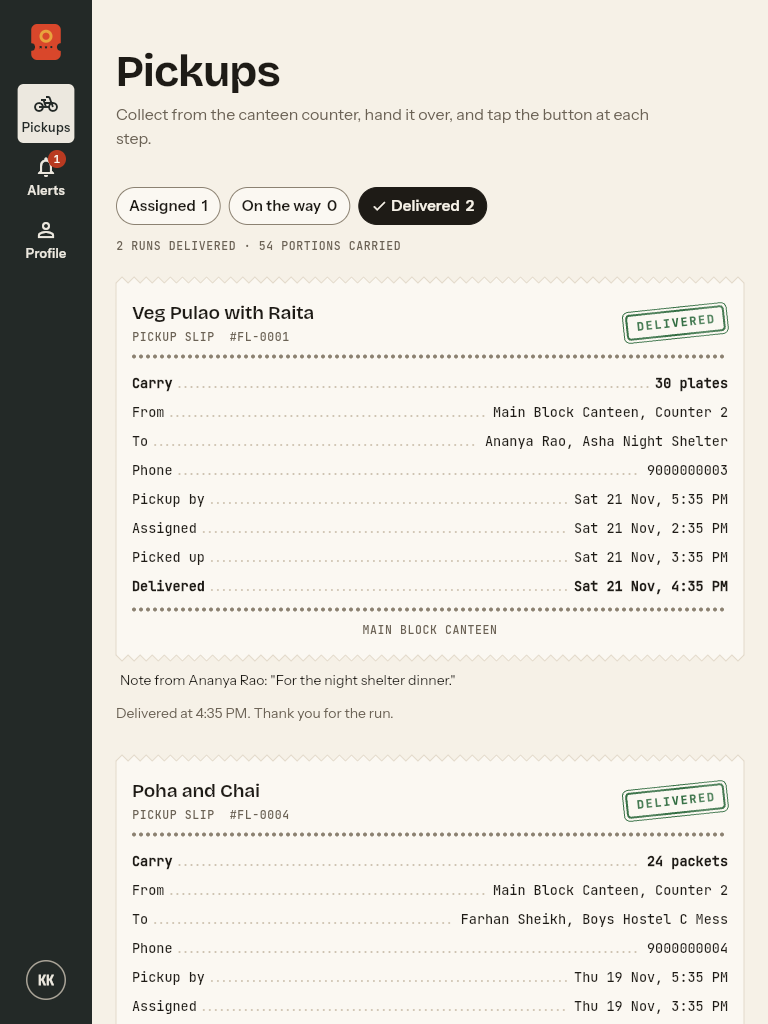 Pickups
1
Alerts
Profile
KK
Pickups
Collect from the canteen counter, hand it over, and tap the button at each
step.
Assigned 1
On the way 0
Delivered 2
2 RUNS DELIVERED · 54 PORTIONS CARRIED
Veg Pulao with Raita
PICKUP SLIP #FL-0001
DELIVERED
Carry 30 plates
From Main Block Canteen, Counter 2
To Ananya Rao, Asha Night Shelter
Phone 9000000003
Pickup by Sat 21 Nov, 5:35 PM
Assigned Sat 21 Nov, 2:35 PM
Picked up Sat 21 Nov, 3:35 PM
Delivered Sat 21 Nov, 4:35 PM
MAIN BLOCK CANTEEN
Note from Ananya Rao: "For the night shelter dinner."
Delivered at 4:35 PM. Thank you for the run.
Poha and Chai
PICKUP SLIP #FL-0004
DELIVERED
Carry 24 packets
From Main Block Canteen, Counter 2
To Farhan Sheikh, Boys Hostel C Mess
Phone 9000000004
Pickup by Thu 19 Nov, 5:35 PM
Assigned Thu 19 Nov, 3:35 PM